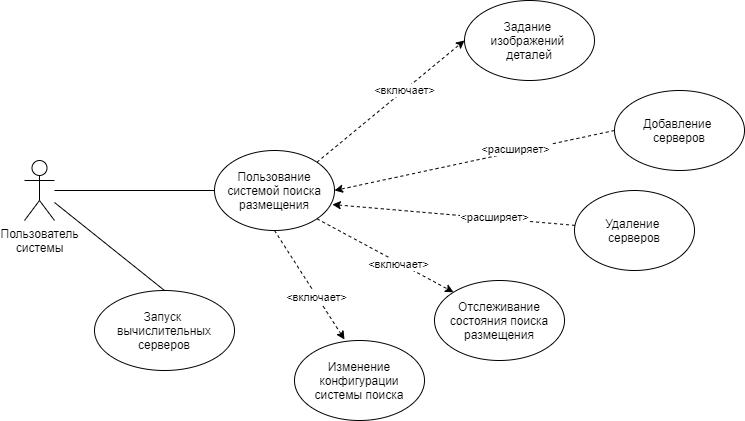 Задание
изображений
деталей
<включает>
Добавление
серверов
<расширяет>
Пользование
системой поиска
размещения
Пользователь
системы
<расширяет>
Удаление
серверов
<включает>
Отслеживание
состояния поиска
размещения
<включает>
Запуск
вычислительных
серверов
Изменение
конфигурации
системы поиска